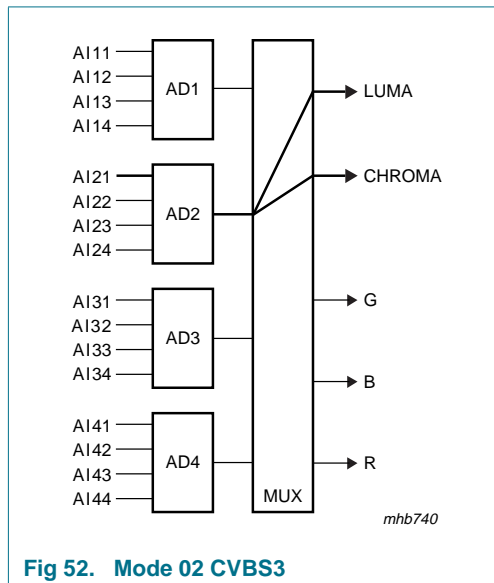 AI11
AI12
AI13
AI14
AD1
LUMA
AI21
AI22
AI23
AI24
AD2
CHROMA
AI31
AI32
AI33
AI34
AD3
G
B
AI41
AI42
AI43
AI44
AD4
R
MUX
mhb740
Fig 52. Mode 02 CVBS3